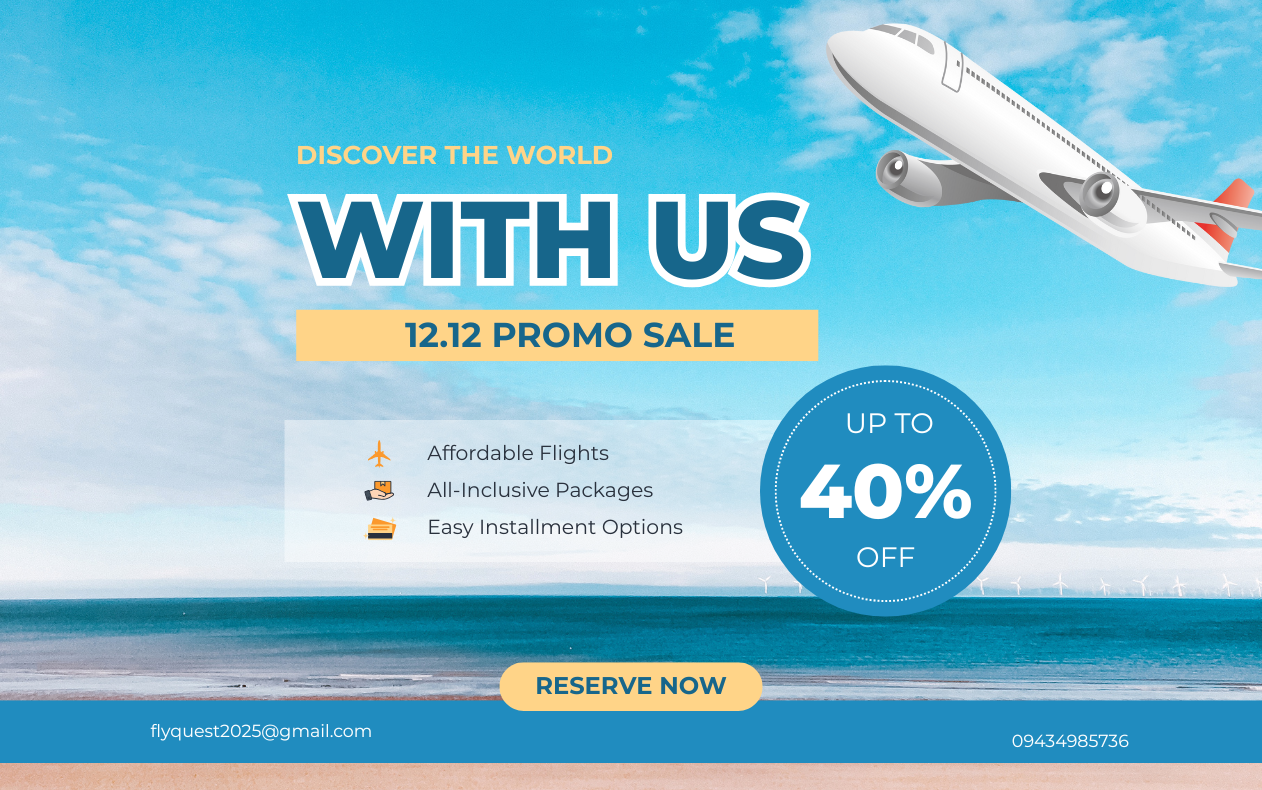 DISCOVER THE WORLD
WITH US
12.12 PROMO SALE
Affordable Flights
All-Inclusive Packages
Easy Installment Options
UP TO
40%
OFF
RESERVE NOW
flyquest2025@gmail.com
09434985736